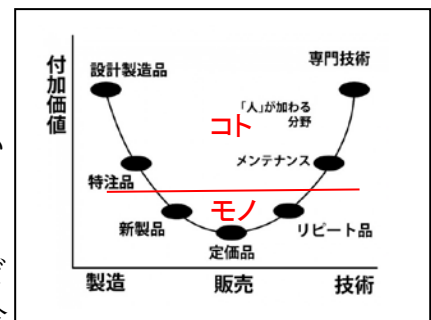 付加価値
設計製造品
専門技術
「人」が加わる
分野
コト
メンテナンス
特注品
モノ
新製品
リピート品
定価品
製造
販売
技術
い